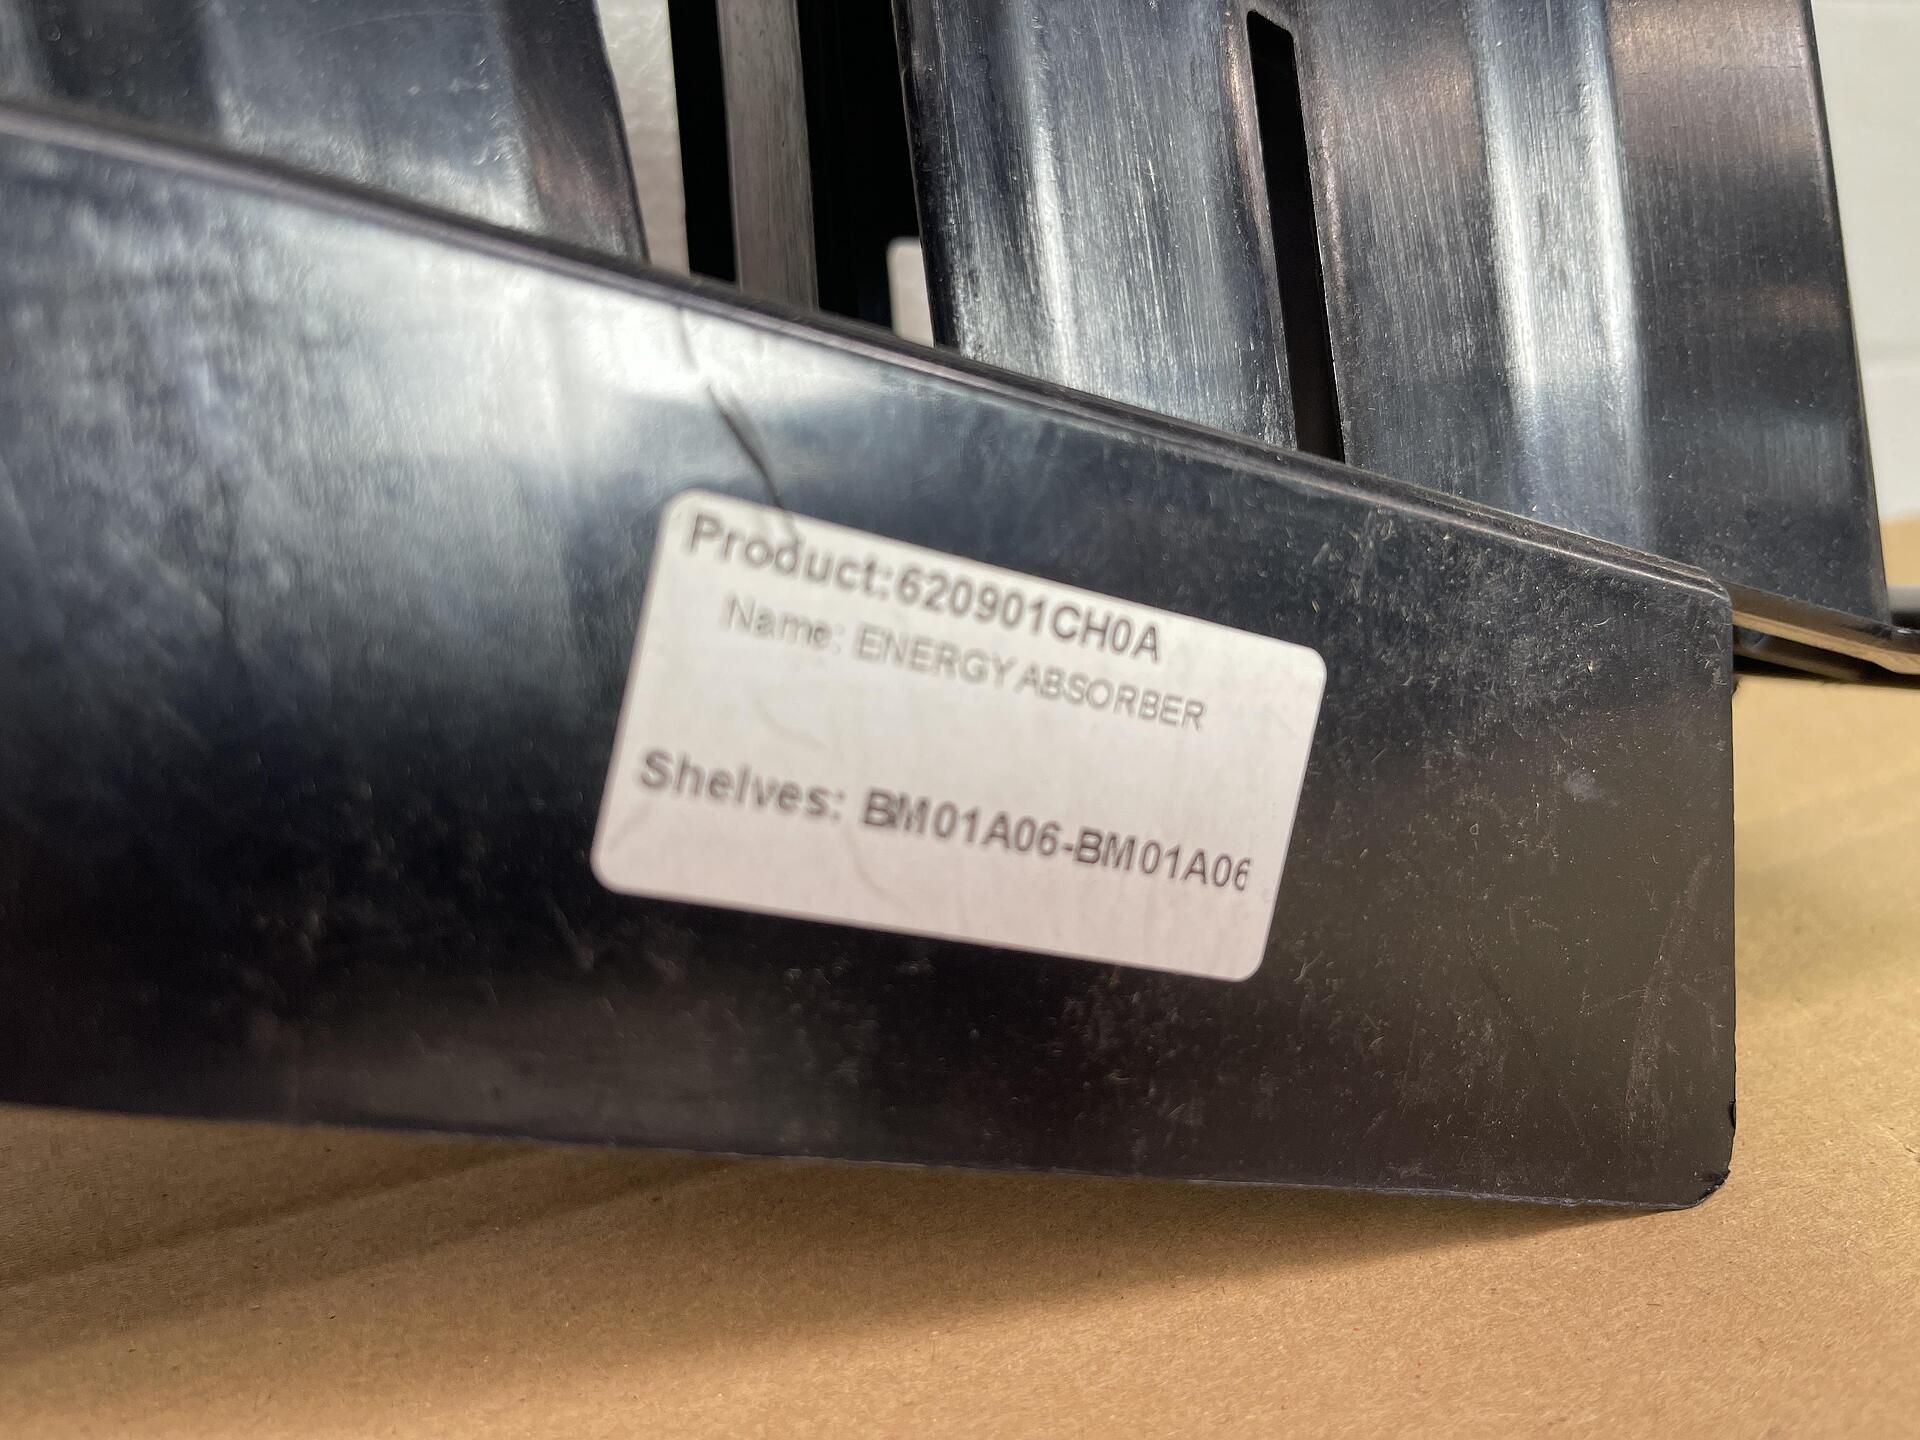 Product:620901CH0A
Name: ENERGY ABSORBER
Shelves: BM01A06-BM01A06